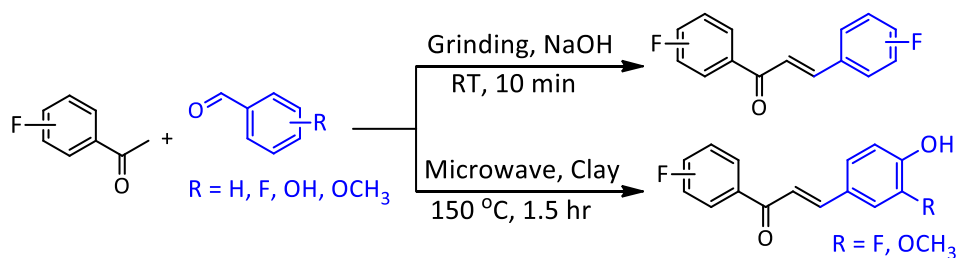 Grinding, NaOH
RT, 10 min
F
O
F
F
O
+
O
R
R = H, F, OH, OCH₃
Microwave, Clay
150 °C, 1.5 hr
F
O
OH
R
R = F, OCH₃